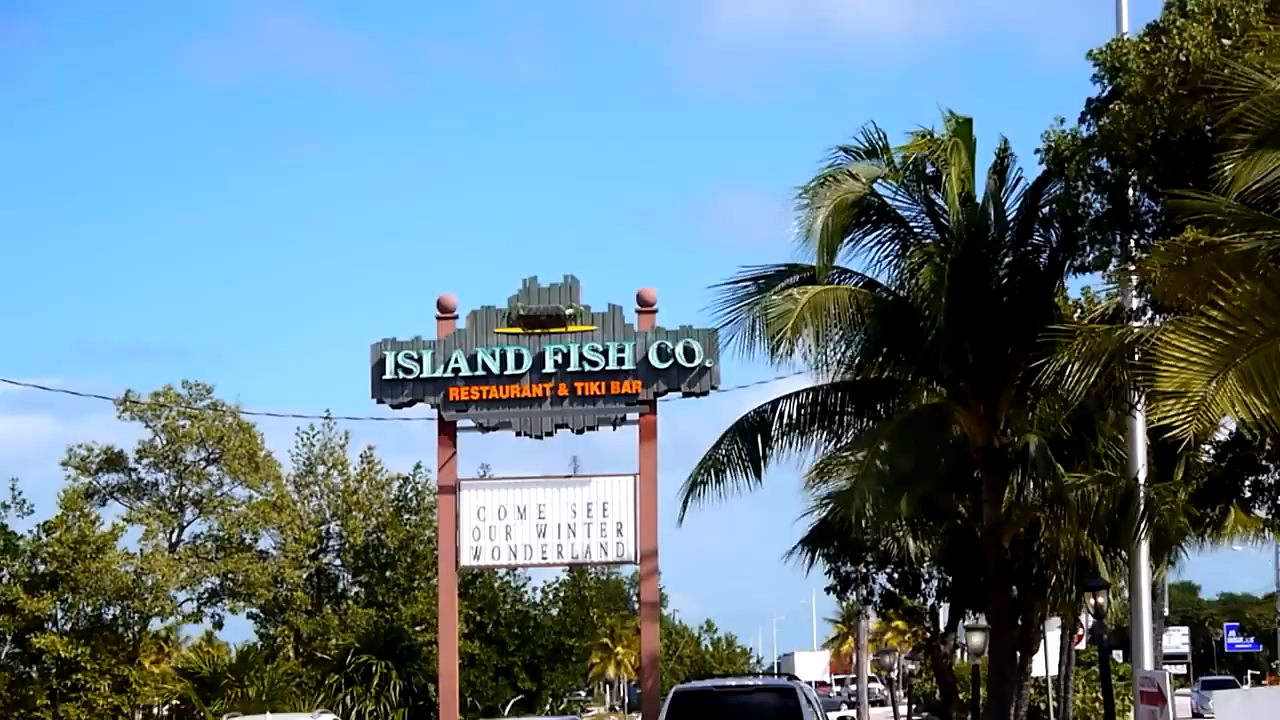 ISLAND FISH CO.
RESTAURANT & TIKI BAR
COME SEE
OUR WINTER
WONDERLAND